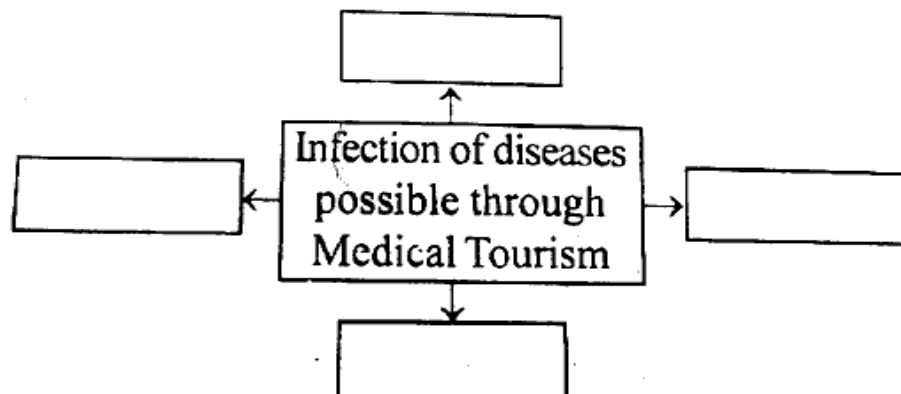 Infection of diseases
possible through
Medical Tourism